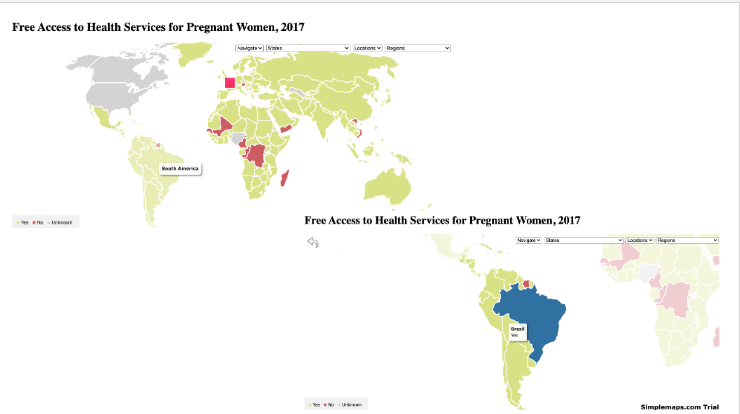 Free Access to Health Services for Pregnant Women, 2017
Navigate States Locations Regions
South America
Yes No Unknown
Free Access to Health Services for Pregnant Women, 2017
Navigate States Locations Regions
Brazil
Yes
Yes No Unknown
Simplemaps.com Trial